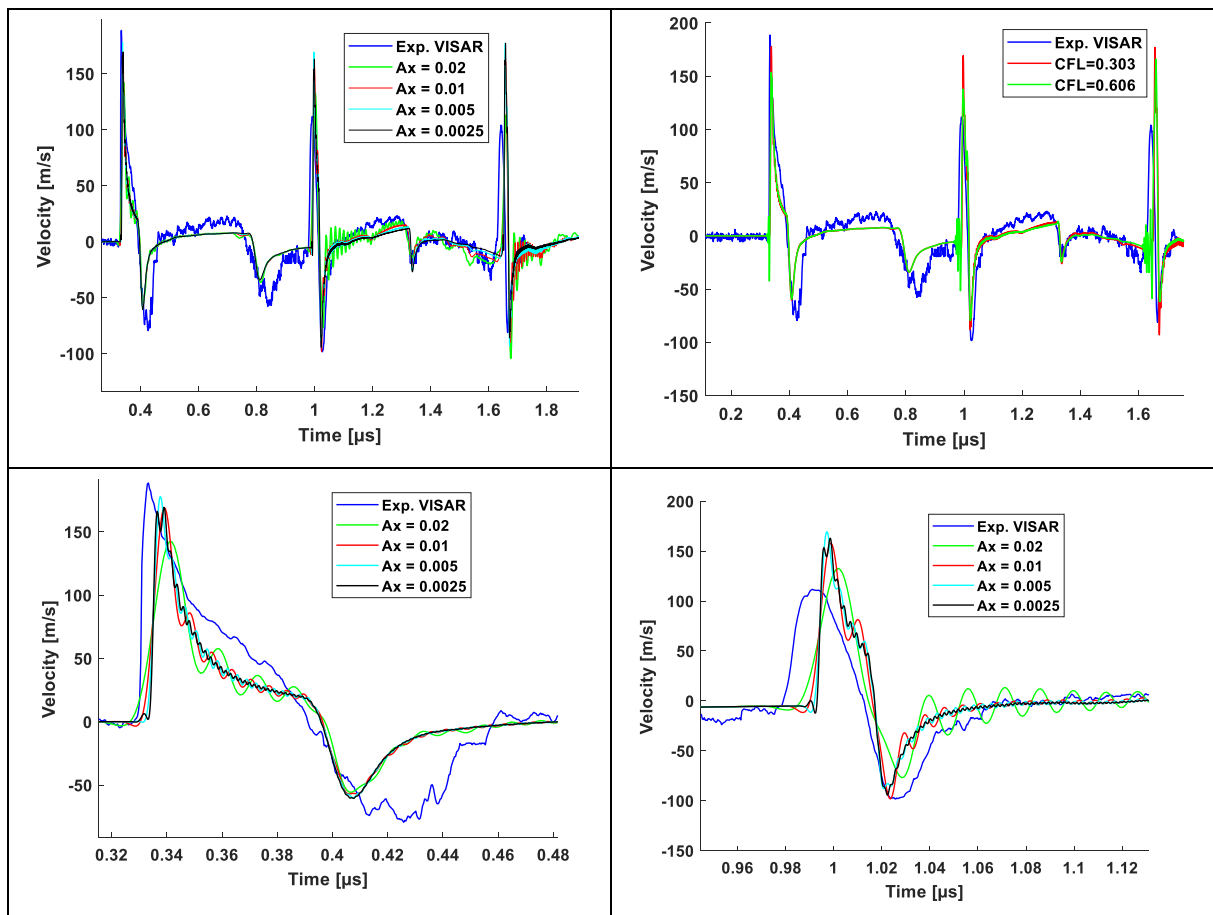 Exp. VISAR
Ax = 0.02
Ax = 0.01
Ax = 0.005
Ax = 0.0025
150
100
50
0
-50
-100
Velocity [m/s]
0.4 0.6 0.8 1 1.2 1.4 1.6 1.8
Time [µs]
Exp. VISAR
CFL=0.303
CFL=0.606
200
150
100
50
0
-50
-100
-150
Velocity [m/s]
0.2 0.4 0.6 0.8 1 1.2 1.4 1.6
Time [µs]
Exp. VISAR
Ax = 0.02
Ax = 0.01
Ax = 0.005
Ax = 0.0025
150
100
50
0
-50
Velocity [m/s]
0.32 0.34 0.36 0.38 0.4 0.42 0.44 0.46 0.48
Time [µs]
Exp. VISAR
Ax = 0.02
Ax = 0.01
Ax = 0.005
Ax = 0.0025
200
150
100
50
0
-50
-100
-150
Velocity [m/s]
0.96 0.98 1 1.02 1.04 1.06 1.08 1.1 1.12
Time [µs]